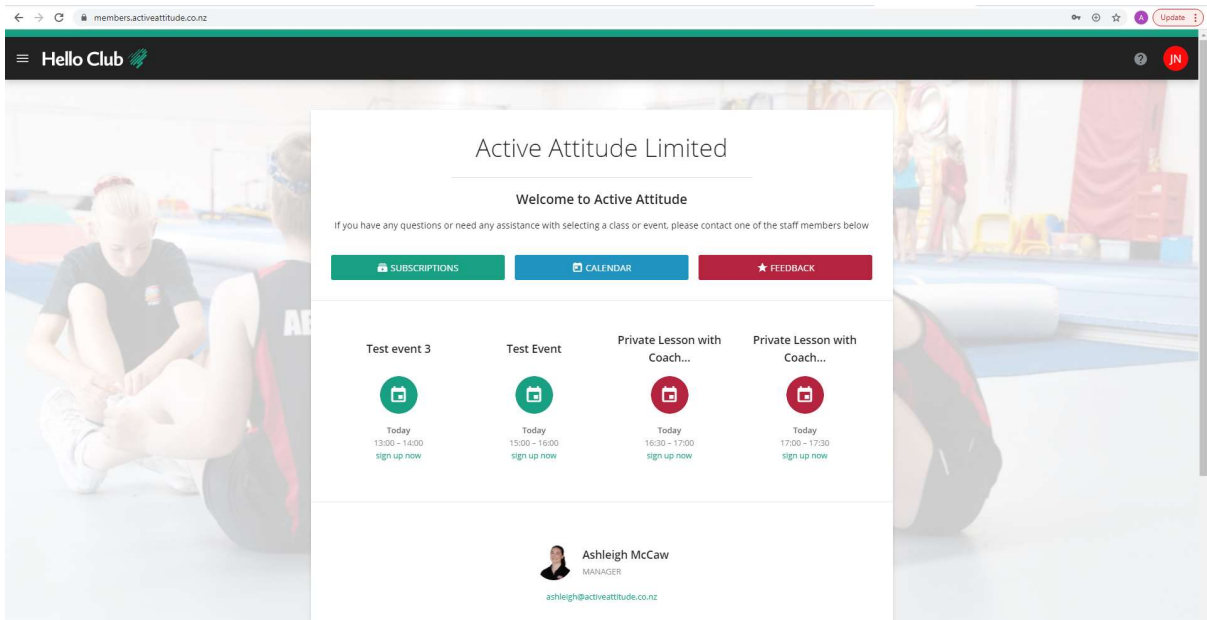 members.activeattitude.co.nz
A
Update
Hello Club
JN
Active Attitude Limited
Welcome to Active Attitude
If you have any questions or need any assistance with selecting a class or event, please contact one of the staff members below
SUBSCRIPTIONS
CALENDAR
FEEDBACK
Test event 3
Today
13:00 – 14:00
sign up now
Test Event
Today
15:00 – 16:00
sign up now
Private Lesson with
Coach...
Today
16:30 – 17:00
sign up now
Private Lesson with
Coach...
Today
17:00 – 17:30
sign up now
Ashleigh McCaw
MANAGER
ashleigh@activeattitude.co.nz